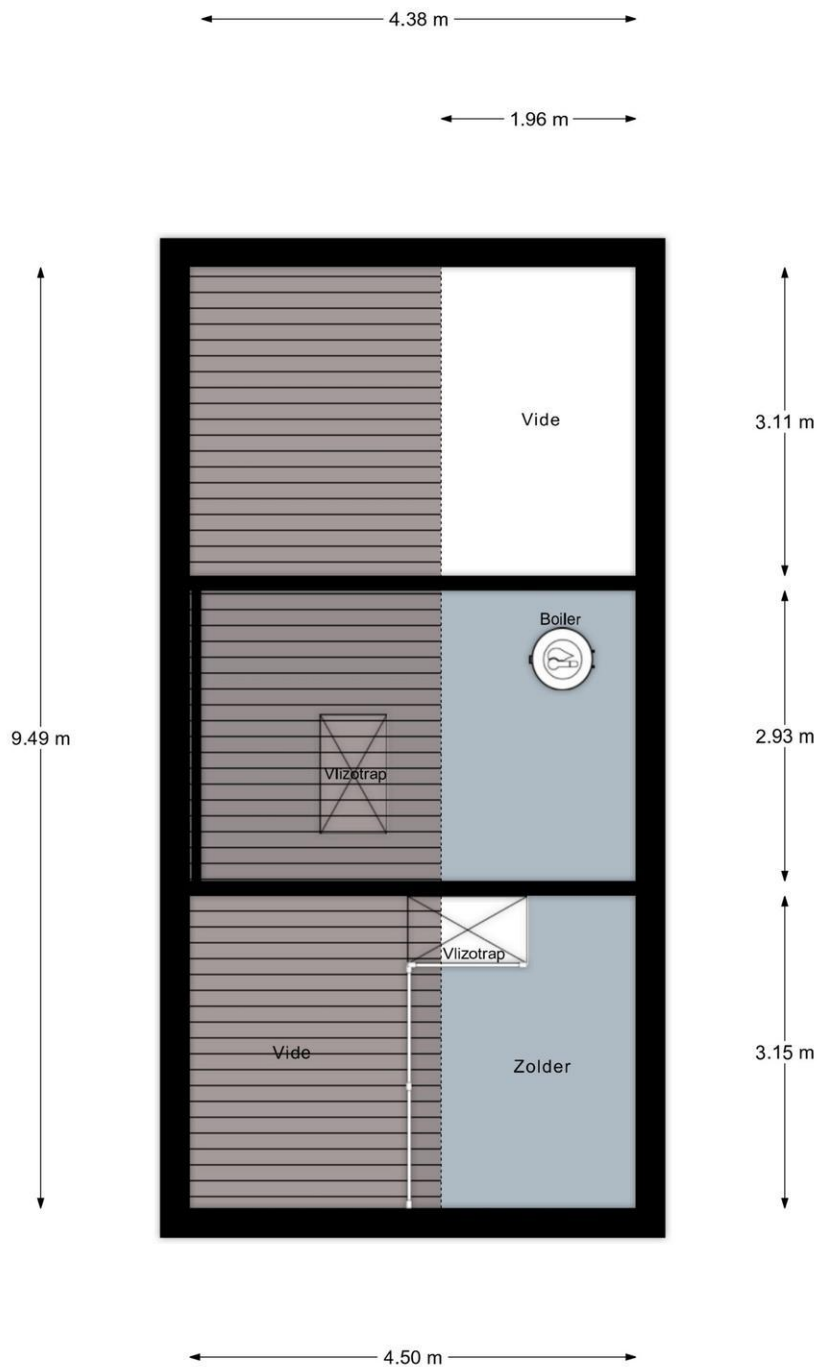 4.38 m
1.96 m
Vide
3.11 m
Boiler
9.49 m
2.93 m
Vlizotrap
Vlizotrap
Vide
3.15 m
Zolder
4.50 m